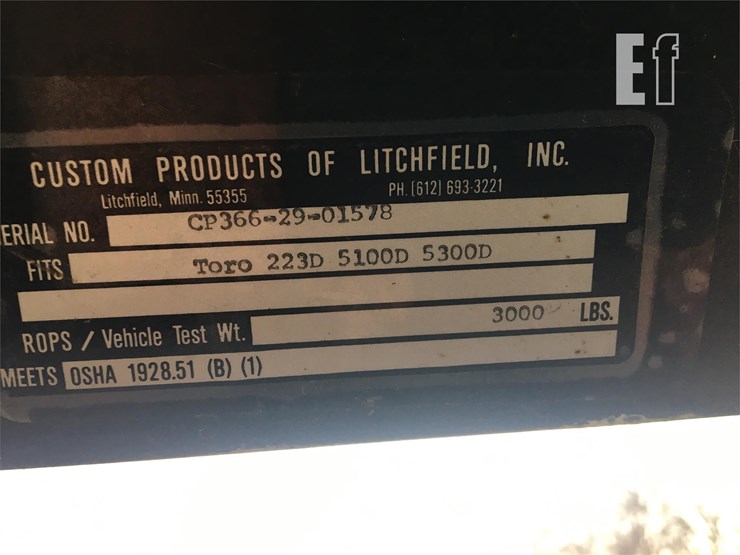 Ef
CUSTOM PRODUCTS OF LITCHFIELD, INC.
Litchfield, Minn. 55355 PH. (612) 693-3221
ERIAL NO. CP366-29-01578
FITS Toro 223D 5100D 5300D
ROPS / Vehicle Test Wt. 3000 LBS.
MEETS OSHA 1928.51 (B) (1)